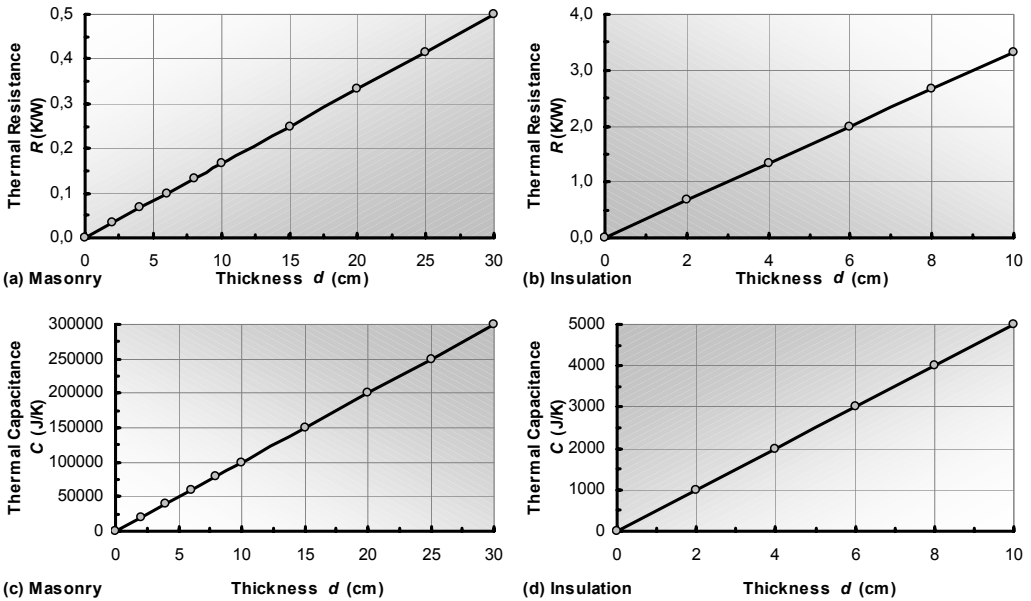 0,5
0,4
0,3
0,2
0,1
0,0
Thermal Resistance
R (K/W)
0 5 10 15 20 25 30
(a) Masonry Thickness d (cm)
4,0
3,0
2,0
1,0
0,0
Thermal Resistance
R (K/W)
0 2 4 6 8 10
(b) Insulation Thickness d (cm)
300000
250000
200000
150000
100000
50000
0
Thermal Capacitance
C (J/K)
0 5 10 15 20 25 30
(c) Masonry Thickness d (cm)
5000
4000
3000
2000
1000
0
Thermal Capacitance
C (J/K)
0 2 4 6 8 10
(d) Insulation Thickness d (cm)